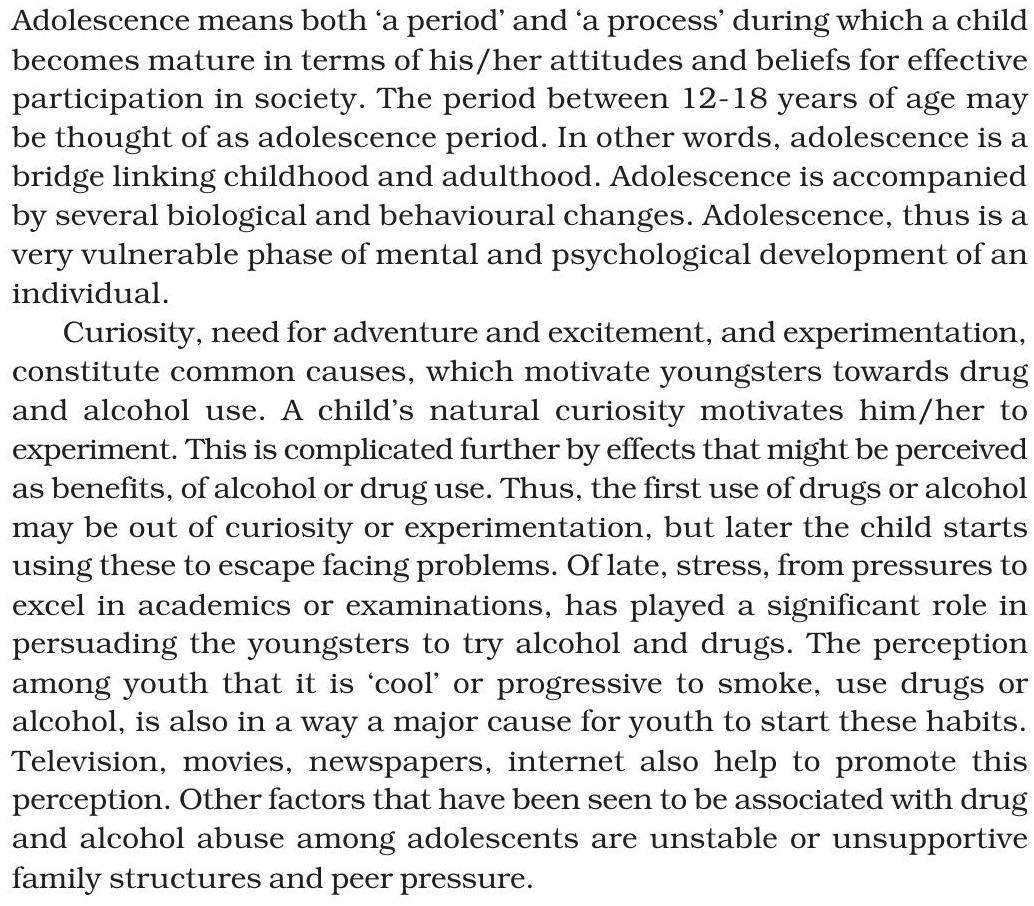 Adolescence means both ‘a period’ and ‘a process’ during which a child
becomes mature in terms of his/her attitudes and beliefs for effective
participation in society. The period between 12-18 years of age may
be thought of as adolescence period. In other words, adolescence is a
bridge linking childhood and adulthood. Adolescence is accompanied
by several biological and behavioural changes. Adolescence, thus is a
very vulnerable phase of mental and psychological development of an
individual.
Curiosity, need for adventure and excitement, and experimentation,
constitute common causes, which motivate youngsters towards drug
and alcohol use. A child’s natural curiosity motivates him/her to
experiment. This is complicated further by effects that might be perceived
as benefits, of alcohol or drug use. Thus, the first use of drugs or alcohol
may be out of curiosity or experimentation, but later the child starts
using these to escape facing problems. Of late, stress, from pressures to
excel in academics or examinations, has played a significant role in
persuading the youngsters to try alcohol and drugs. The perception
among youth that it is ‘cool’ or progressive to smoke, use drugs or
alcohol, is also in a way a major cause for youth to start these habits.
Television, movies, newspapers, internet also help to promote this
perception. Other factors that have been seen to be associated with drug
and alcohol abuse among adolescents are unstable or unsupportive
family structures and peer pressure.